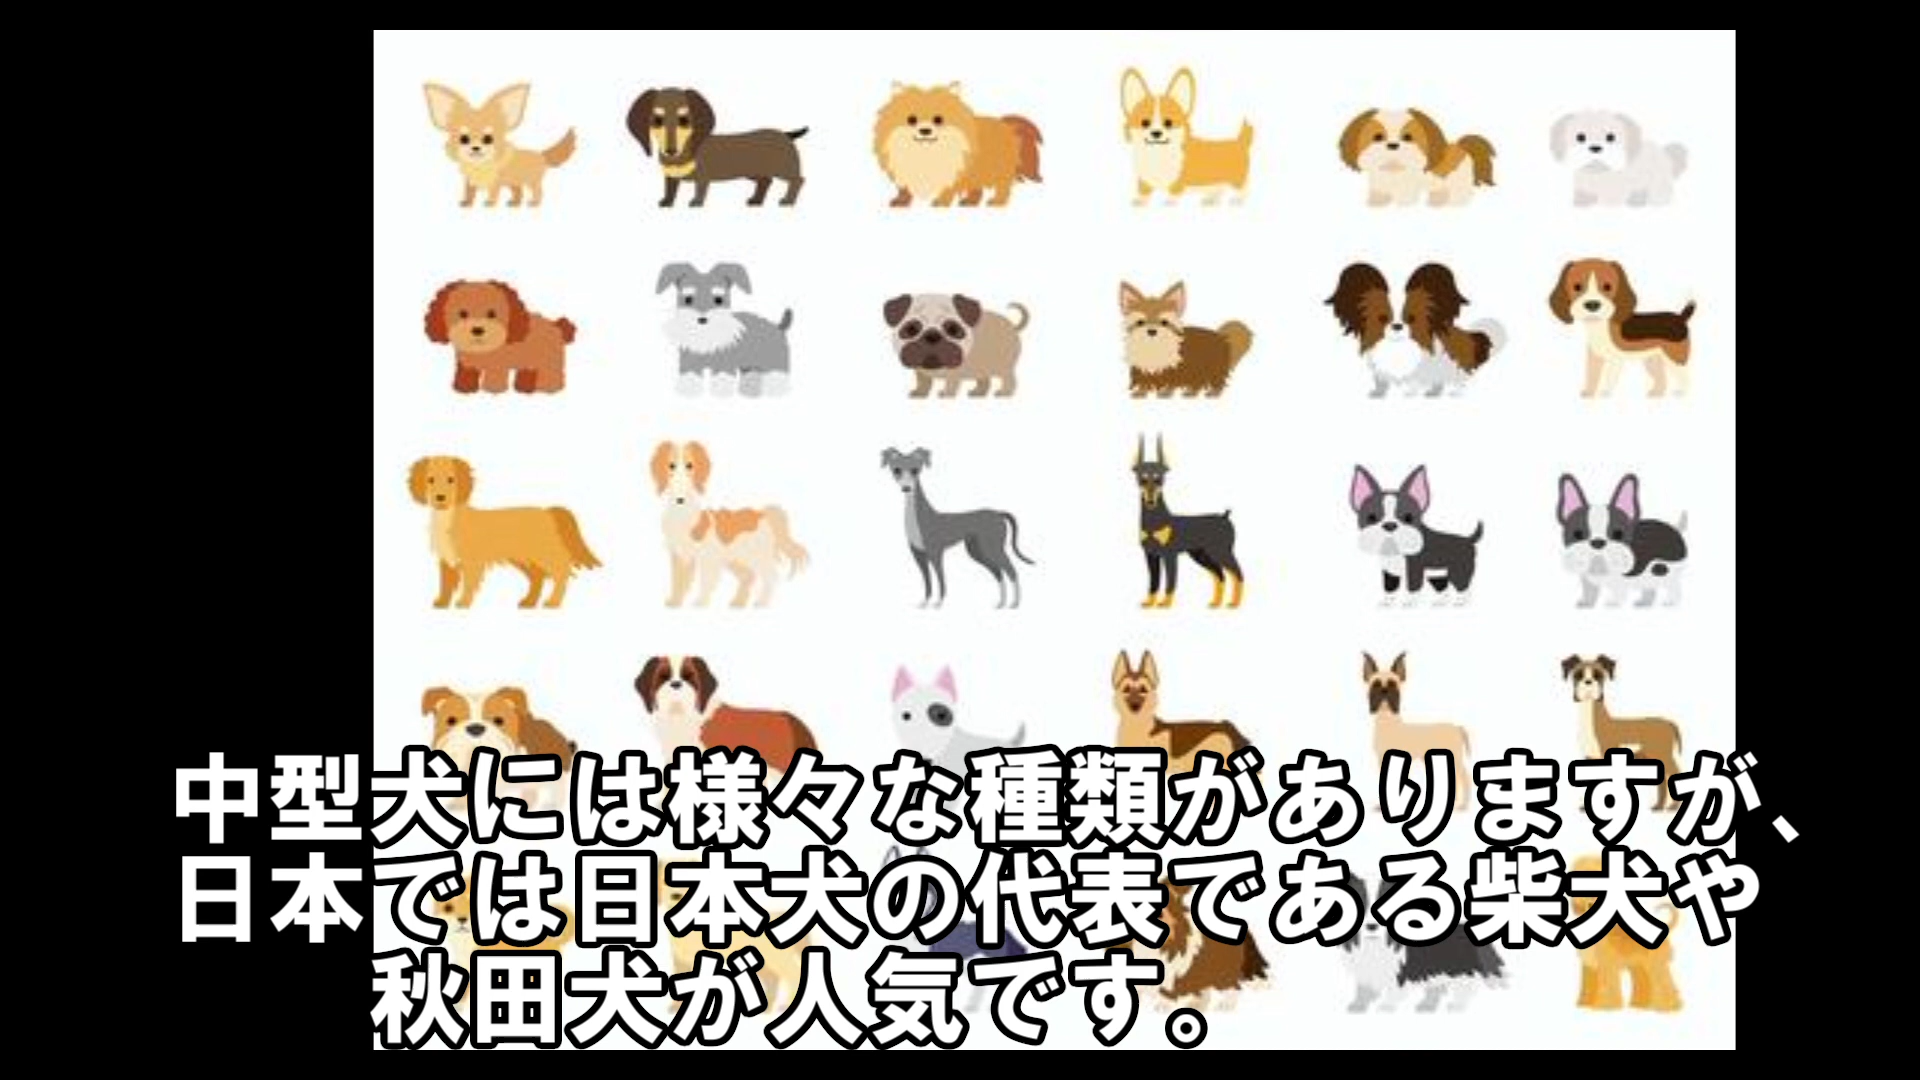 中型犬には様々な種類がありますが、
日本では日本犬の代表である柴犬や
秋田犬が人気です。